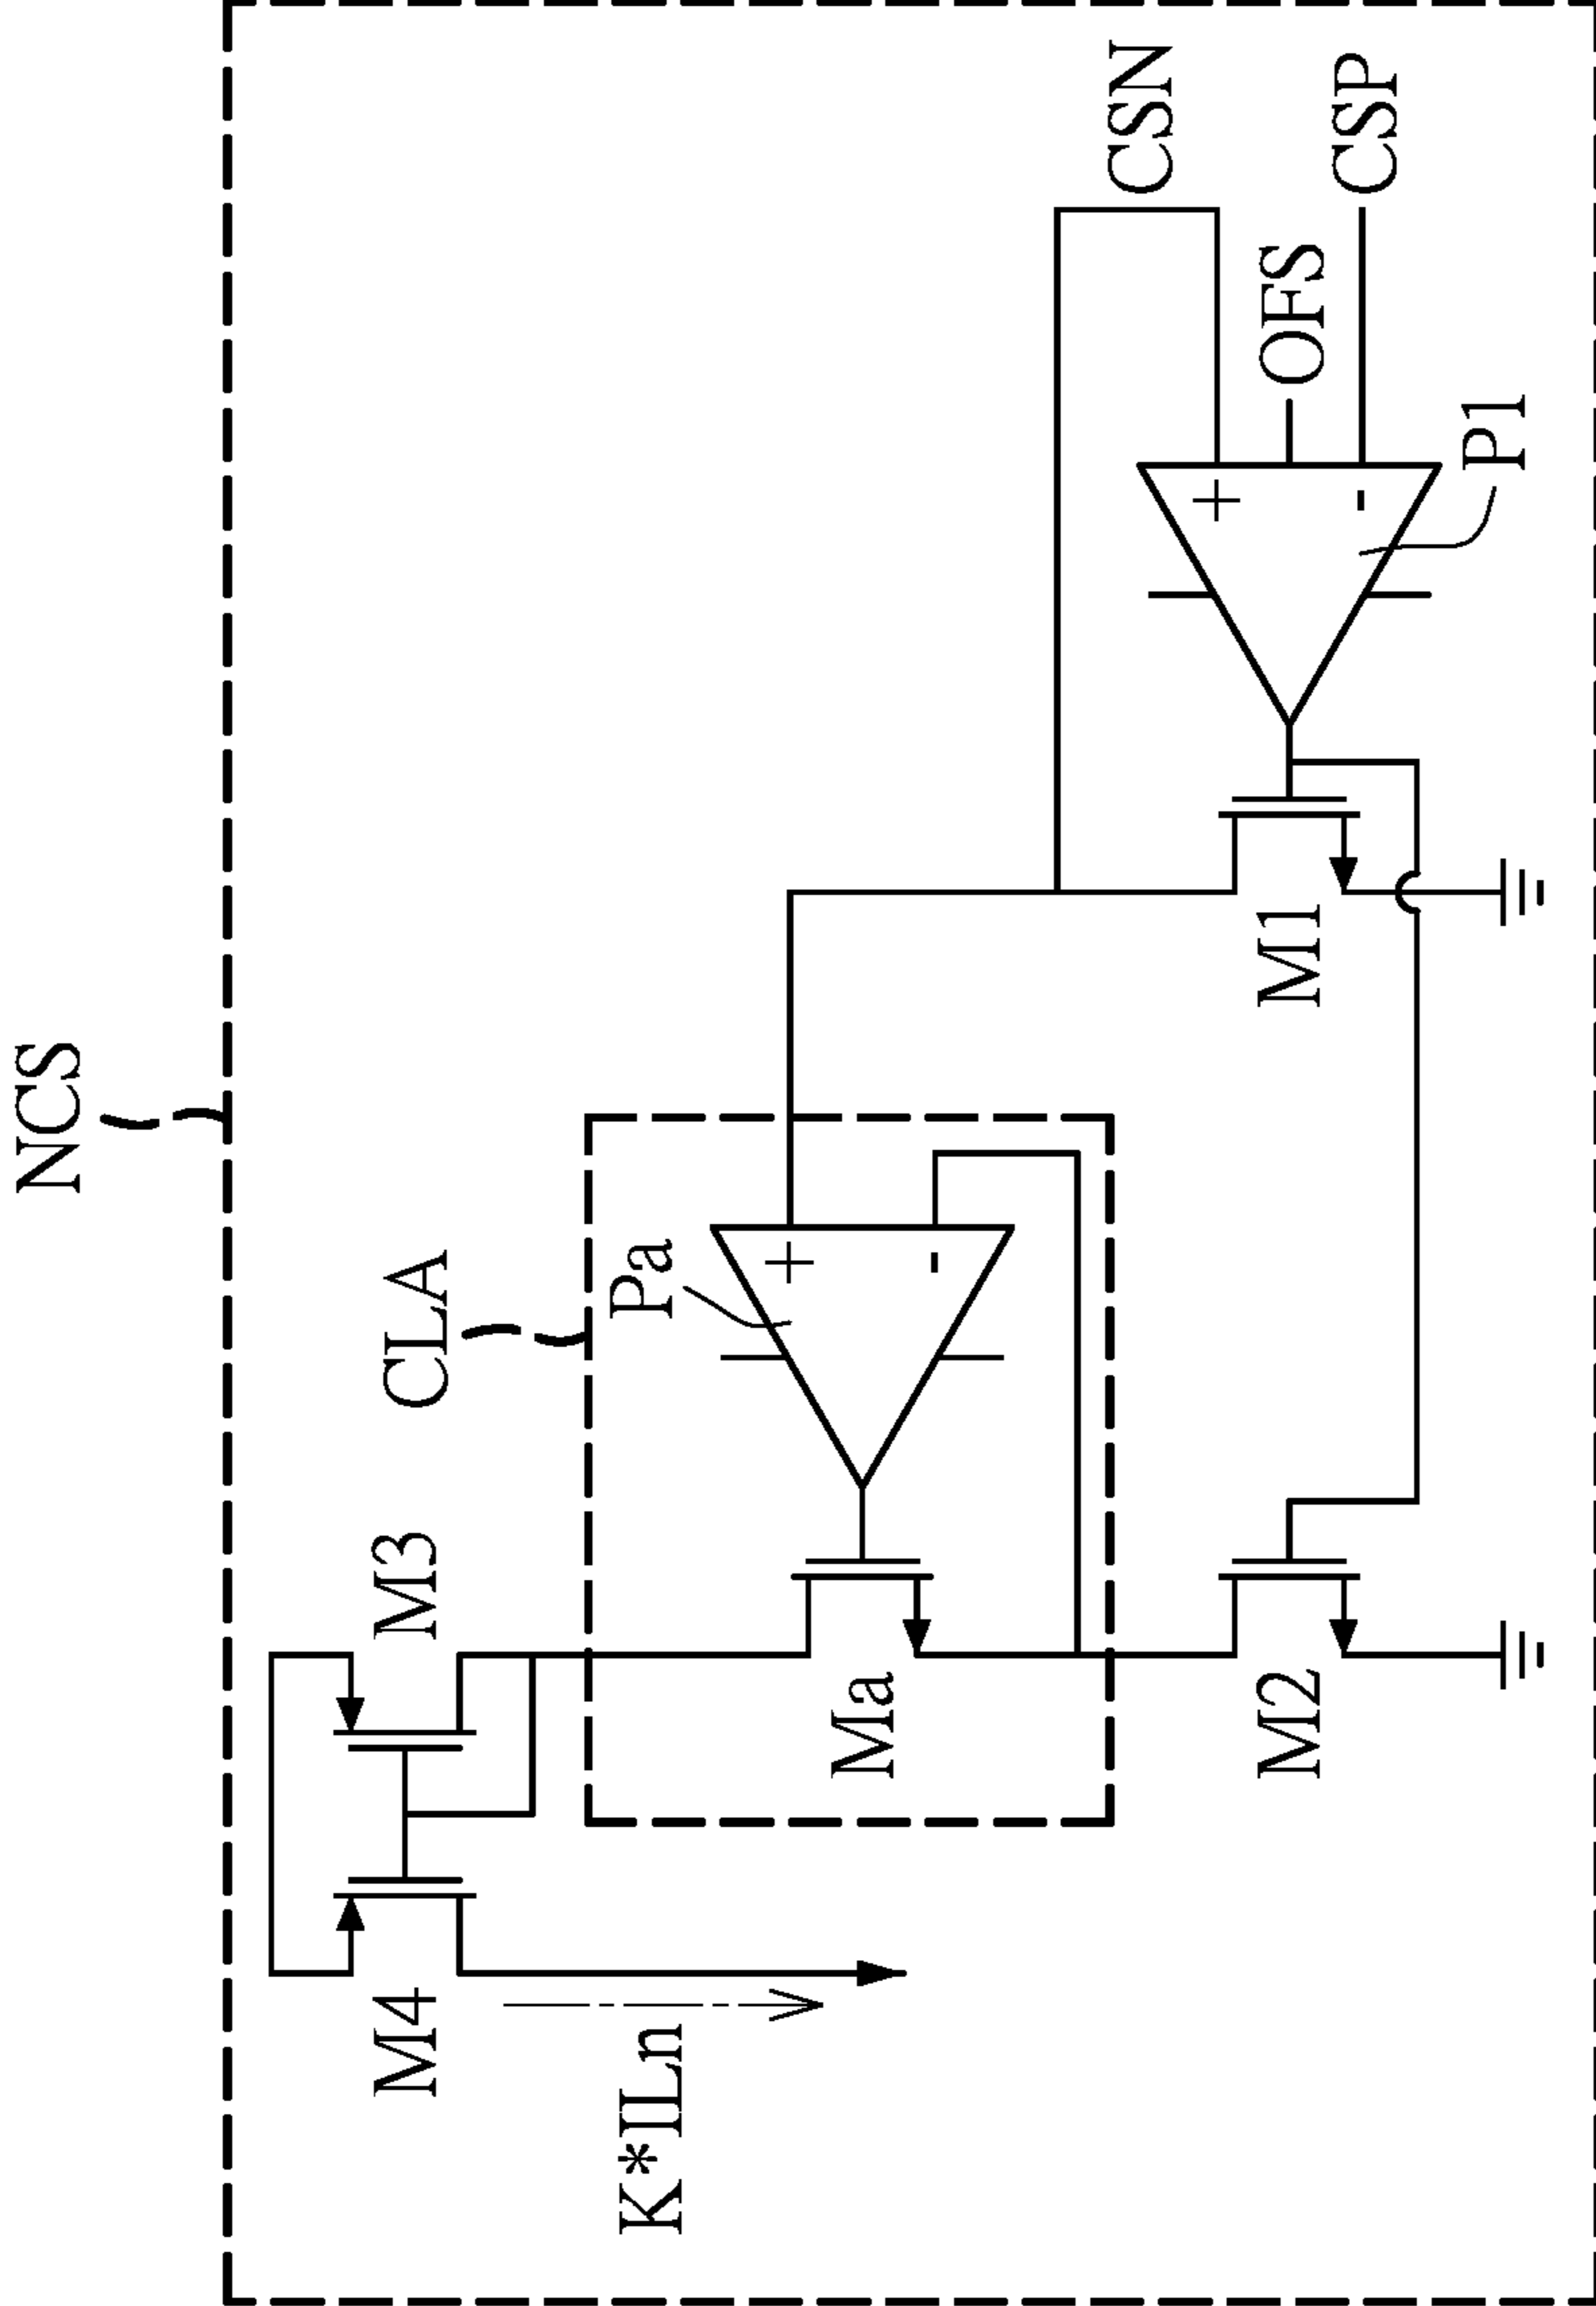 NCS
M4
M3
CLA
K*ILn
Pa
Ma
+
-
CSN
+
OFS
-
CSP
M2
M1
P1